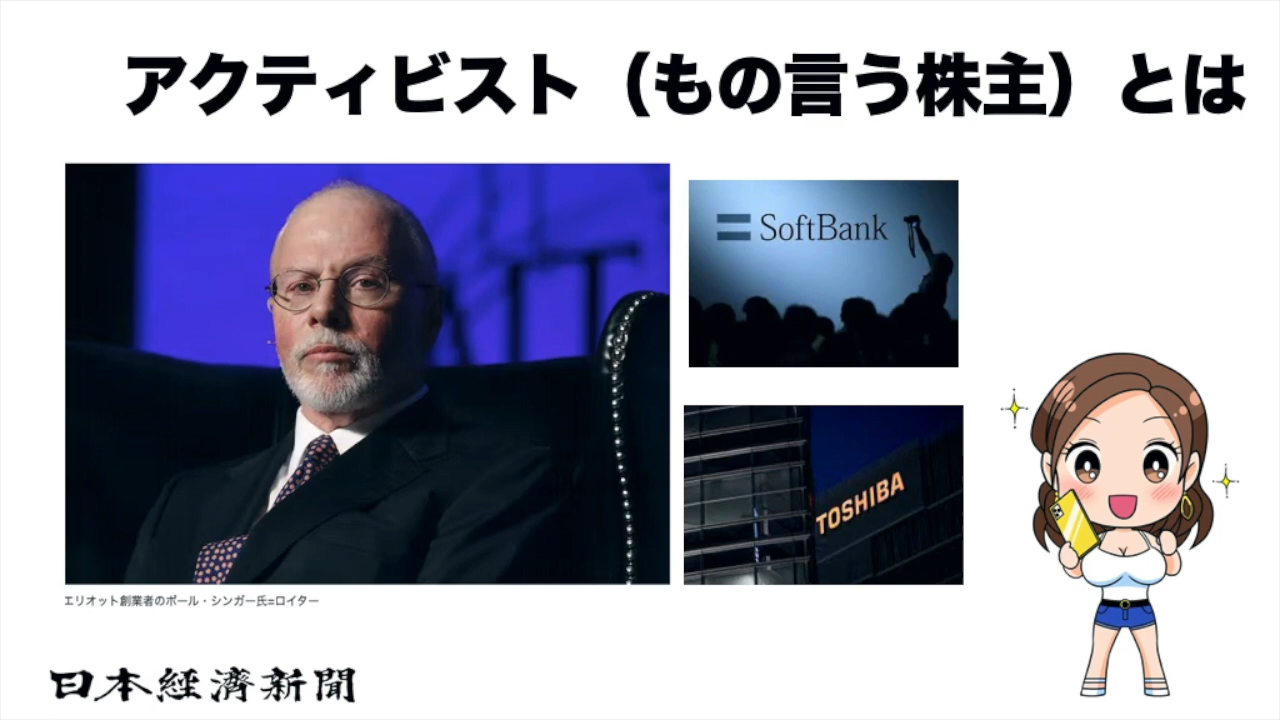 アクティビスト（もの言う株主）とは
SoftBank
TOSHIBA
エリオット創業者のポール・シンガー氏=ロイター
日本経済新聞